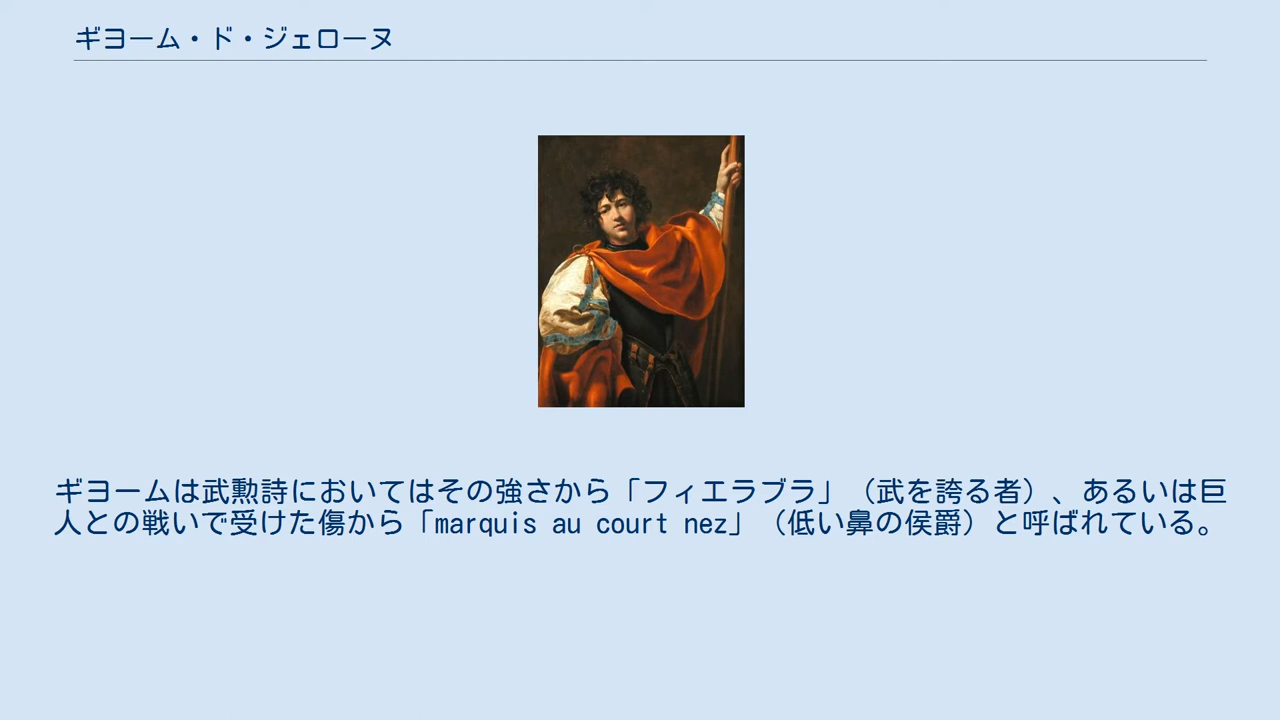 ギヨーム・ド・ジェローヌ
ギヨームは武勲詩においてはその強さから「フィエラブラ」（武を誇る者）、あるいは巨
人との戦いで受けた傷から「marquis au court nez」（低い鼻の侯爵）と呼ばれている。